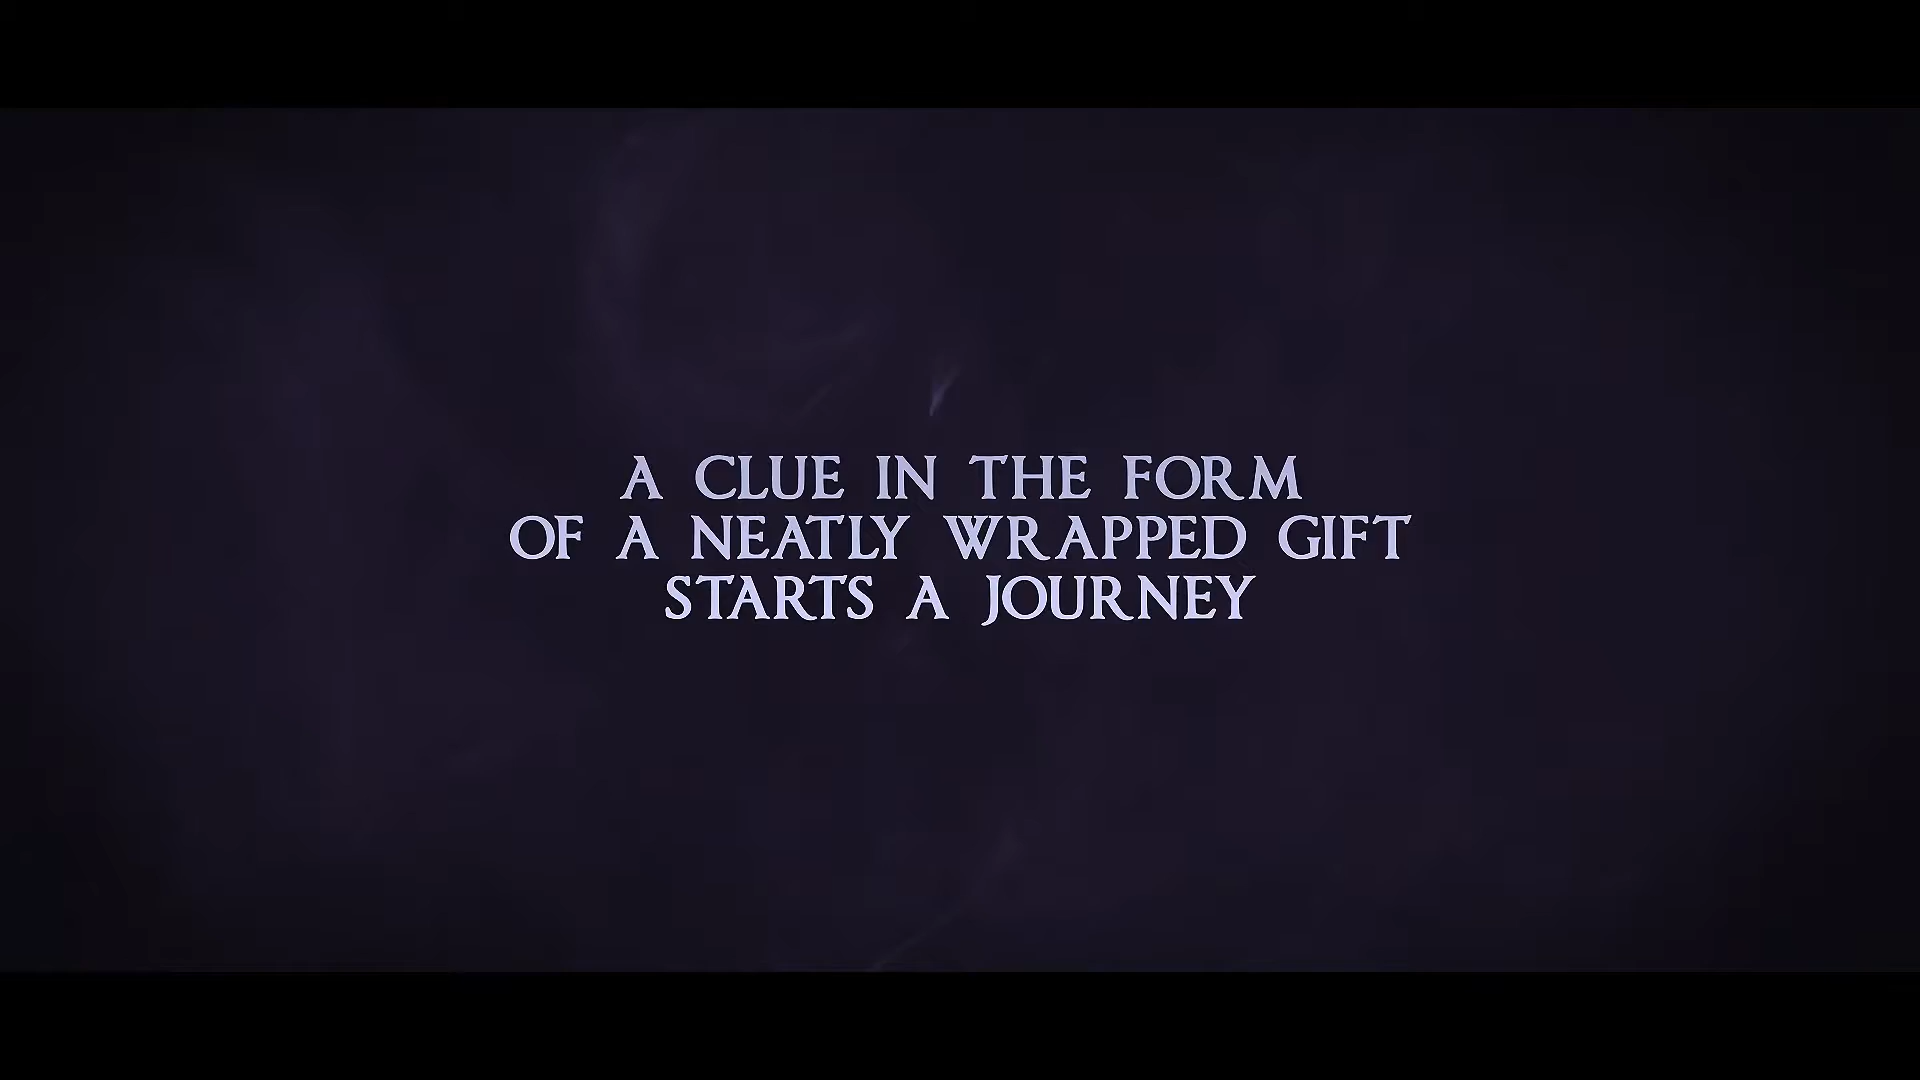 A CLUE IN THE FORM
OF A NEATLY WRAPPED GIFT
STARTS A JOURNEY